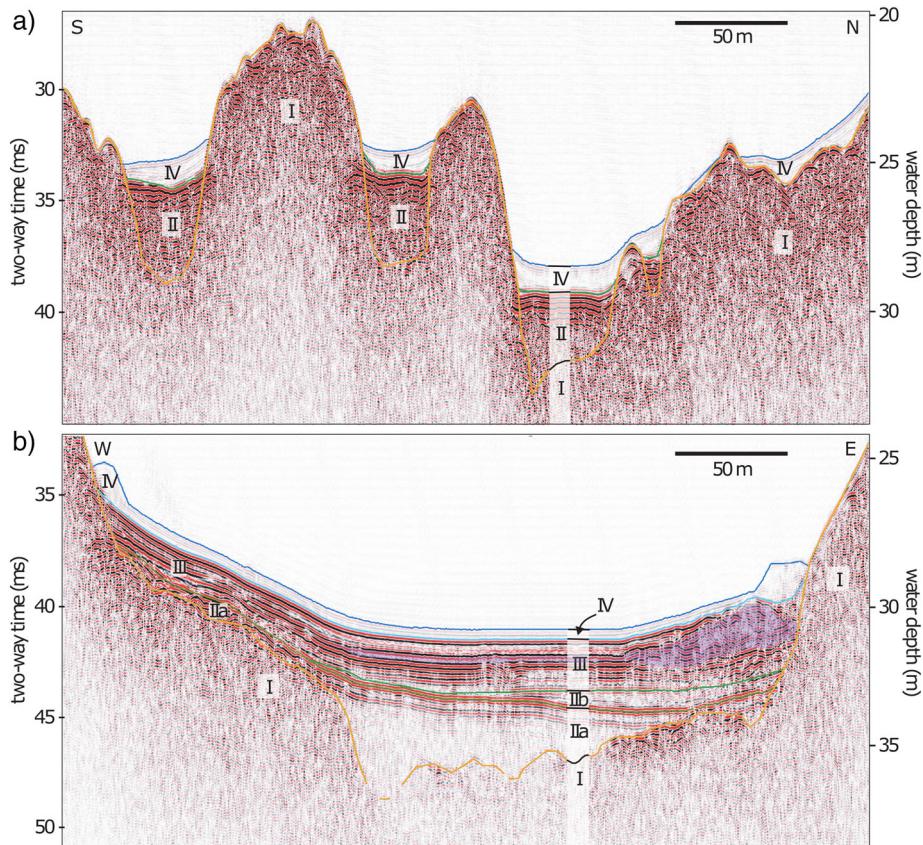 a)
S
50 m
N
20
30
I
IV
IV
IV
25
35
II
II
I
IV
40
II
30
I
two-way time (ms)
water depth (m)
b)
W
50 m
E
25
IV
35
III
I
40
IIa
IV
30
III
I
IIb
45
IIa
35
I
50
two-way time (ms)
water depth (m)